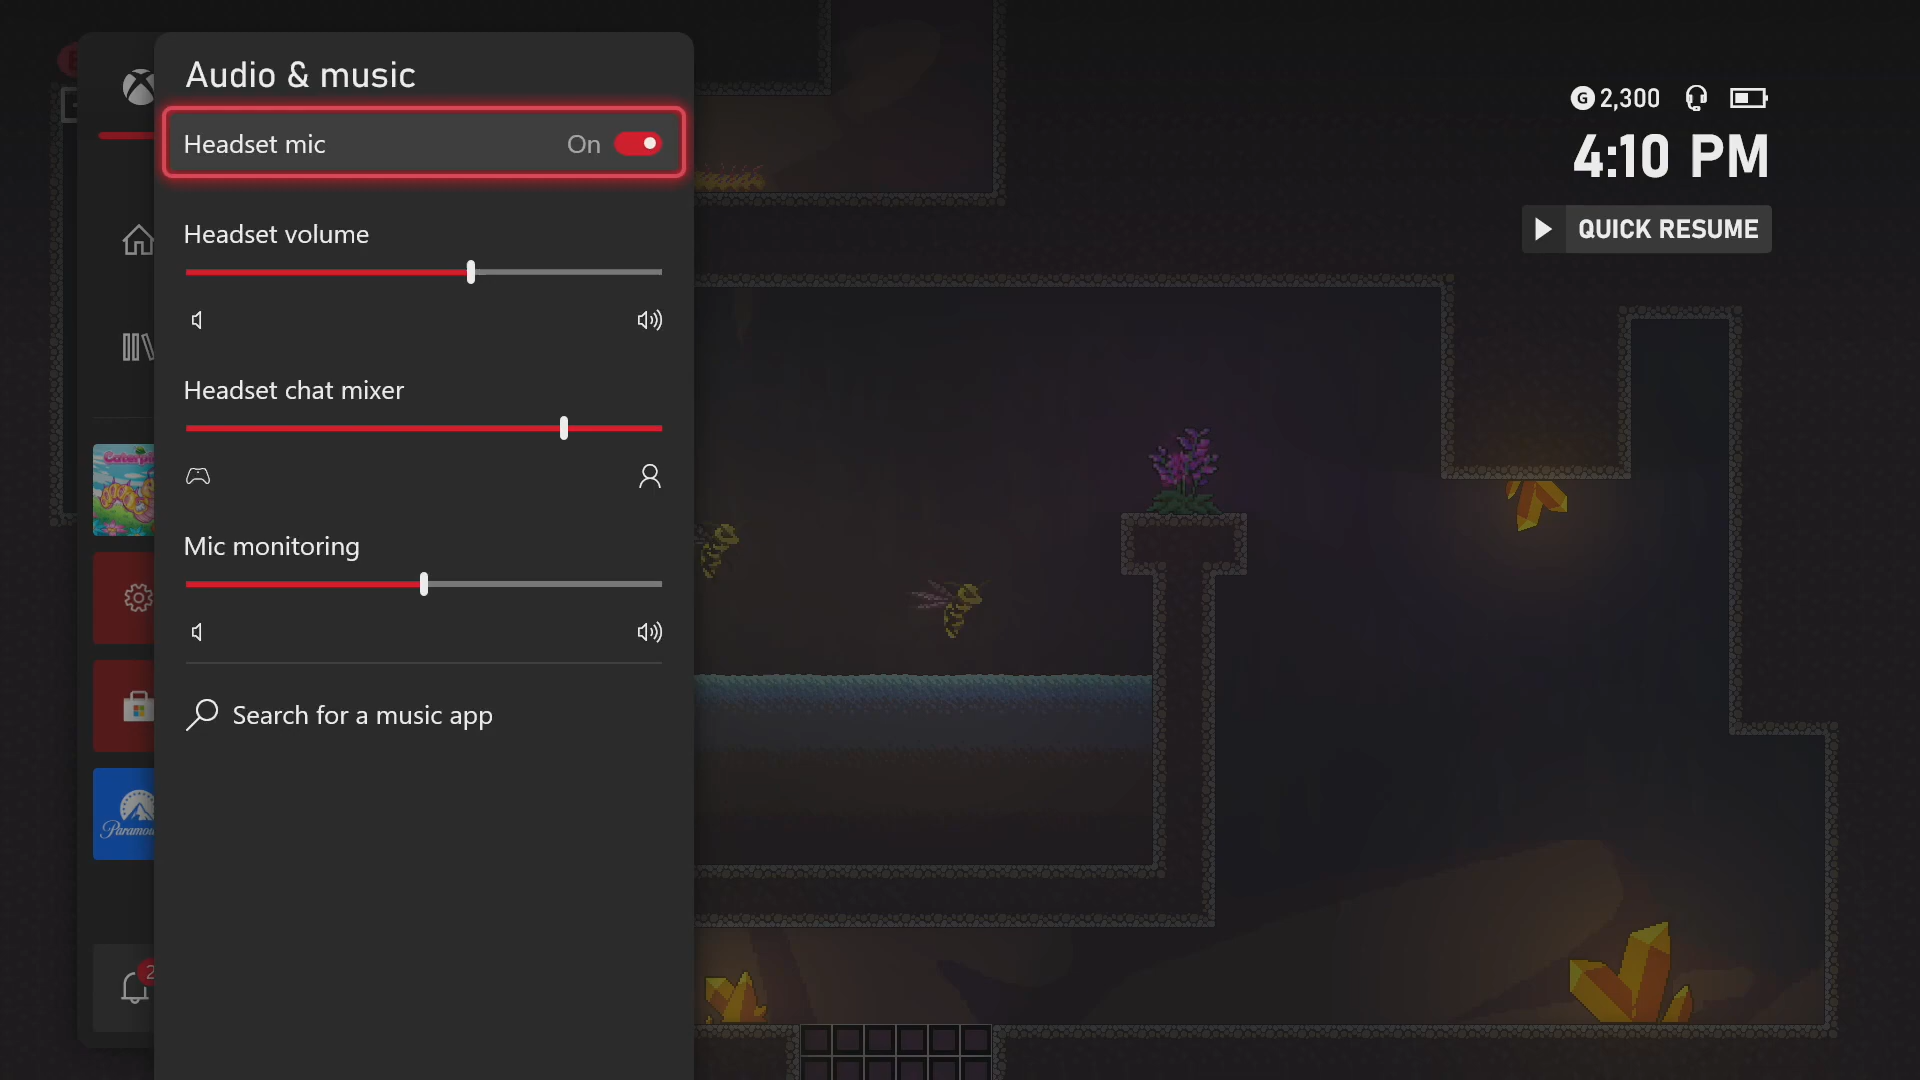 Audio & music
Headset mic
On
Headset volume
Headset chat mixer
Mic monitoring
Search for a music app
2
G 2,300
4:10 PM
QUICK RESUME